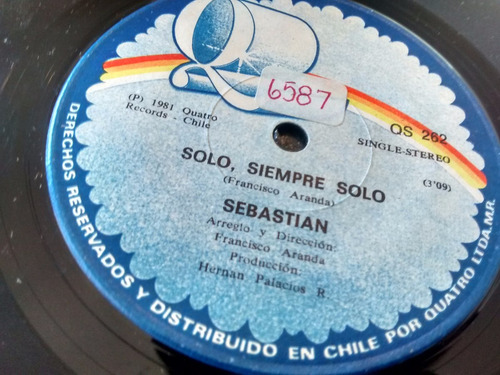 6587
(P) 1981 Quatro
Records - Chile
QS 262
SINGLE-STEREO
(3'09)
SOLO, SIEMPRE SOLO
(Francisco Aranda)
SEBASTIAN
Arreglo y Dirección:
Francisco Aranda
Producción:
Hernán Palacios R.
DERECHOS RESERVADOS Y DISTRIBUIDO EN CHILE POR QUATRO LTDA.MR.